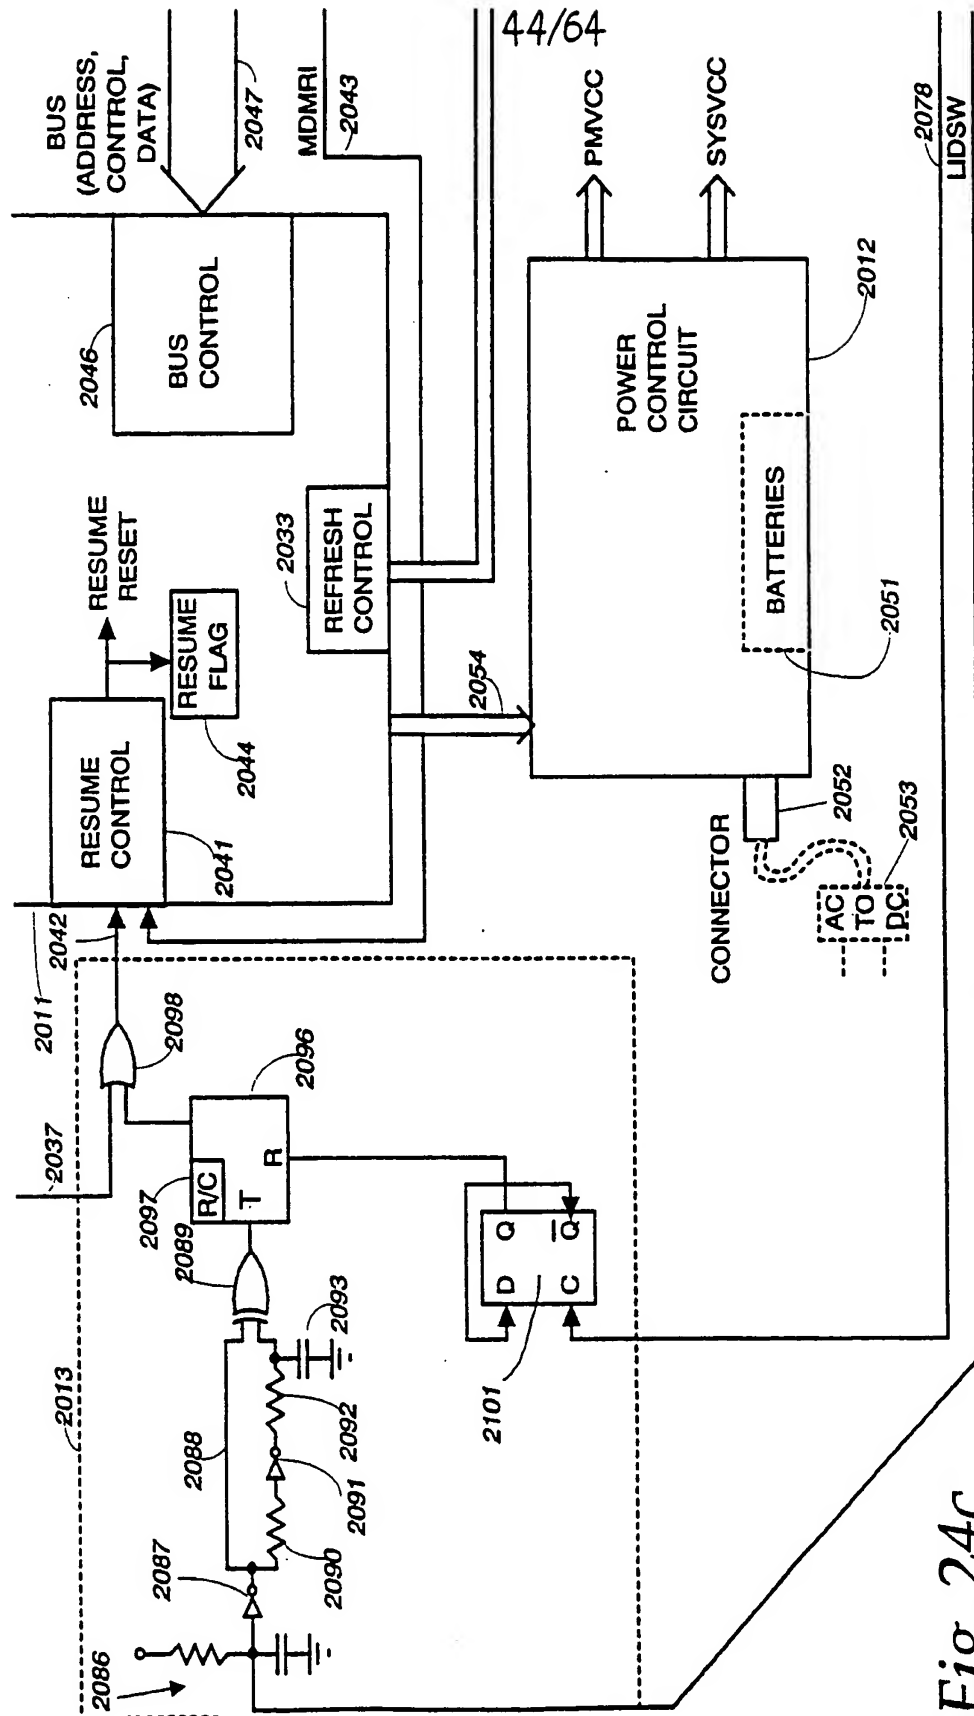 44/64
BUS
(ADDRESS,
CONTROL,
DATA)
2047
MDMRI
2043
2046
BUS
CONTROL
RESUME
RESET
RESUME
FLAG
2044
RESUME
CONTROL
2041
2042
2011
2033
REFRESH
CONTROL
2054
PMVCC
SYSVCC
POWER
CONTROL
CIRCUIT
2012
BATTERIES
2051
CONNECTOR
2052
AC
TO
DC
2053
2078
LIDSW
2037
2098
2096
2097
R/C
T
R
2089
2013
2088
2093
2092
2091
2090
2087
2086
D Q
C Q̅
2101
Fig. 24c